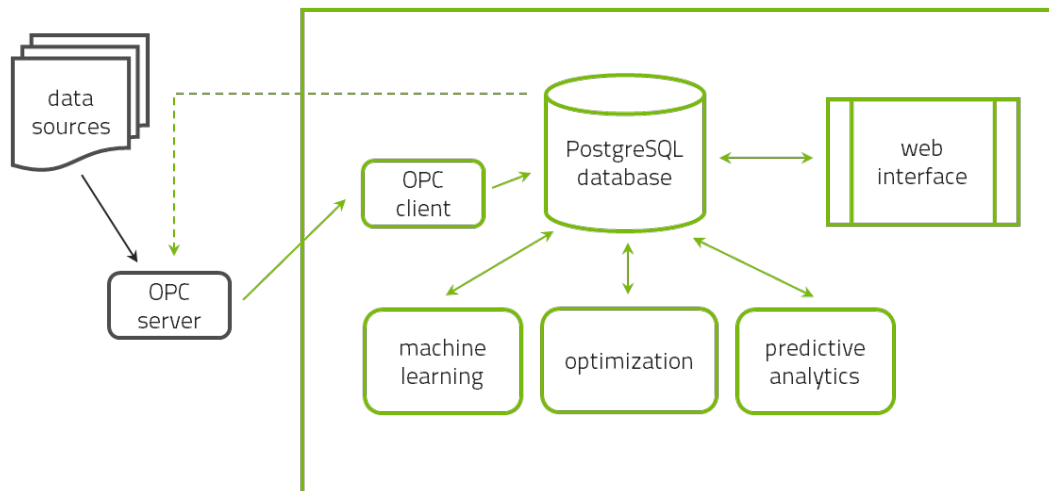 data
sources
PostgreSQL
database
web
interface
OPC
client
OPC
server
machine
learning
optimization
predictive
analytics